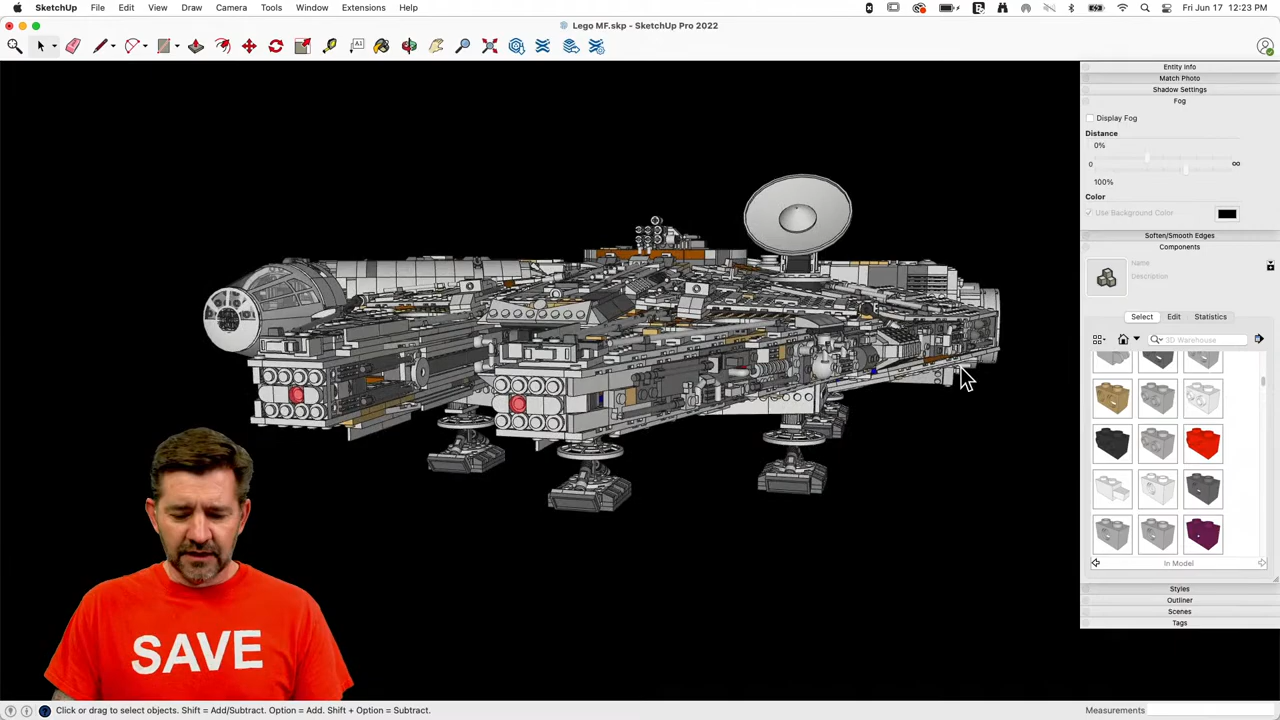 SketchUp File Edit View Draw Camera Tools Window Extensions Help
Fri Jun 17 12:23 PM
Lego MF.skp - SketchUp Pro 2022
Entity Info
Match Photo
Shadow Settings
Fog
Display Fog
Distance
0%
0 ∞
100%
Color
Use Background Color
Soften/Smooth Edges
Components
Name
Description
Select Edit Statistics
3D Warehouse
In Model
Styles
Outliner
Scenes
Tags
SAVE
Click or drag to select objects. Shift = Add/Subtract. Option = Add. Shift + Option = Subtract.
Measurements